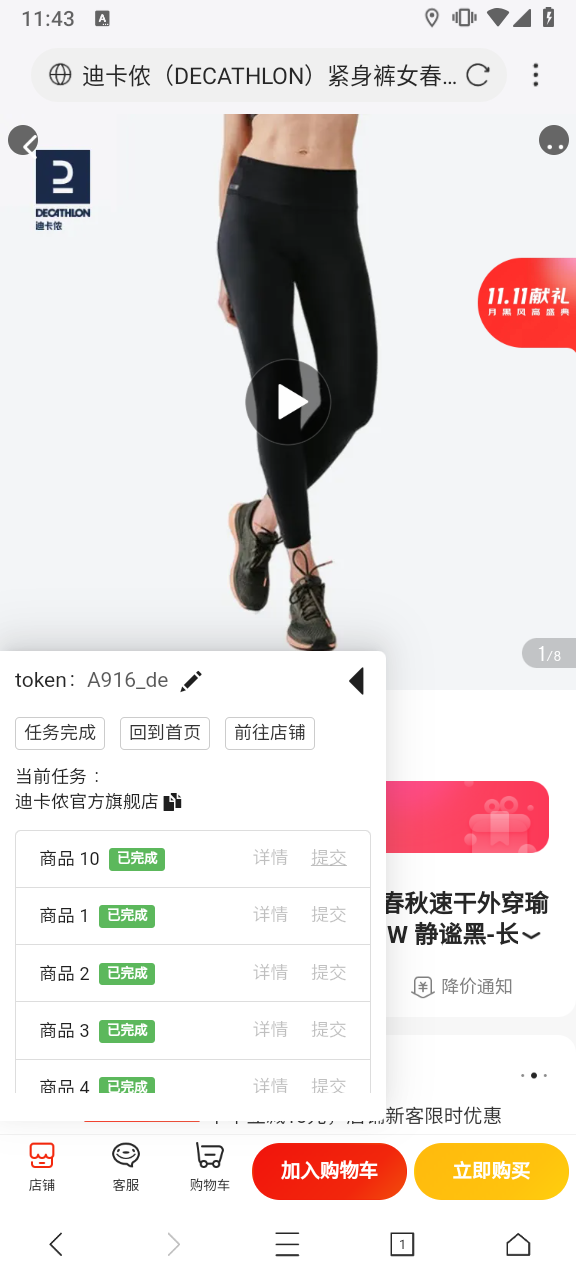 11:43
A
迪卡侬（DECATHLON）紧身裤女春...
DECATHLON
迪卡侬
11.11献礼
月黑风高盛典
1/8
token： A916_de
任务完成 回到首页 前往店铺
当前任务：
迪卡侬官方旗舰店
商品 10 已完成 详情 提交
商品 1 已完成 详情 提交
商品 2 已完成 详情 提交
商品 3 已完成 详情 提交
商品 4 已完成 详情 提交
春秋速干外穿瑜
W 静谧黑-长
降价通知
店铺新客限时优惠
店铺 客服 购物车 加入购物车 立即购买
1